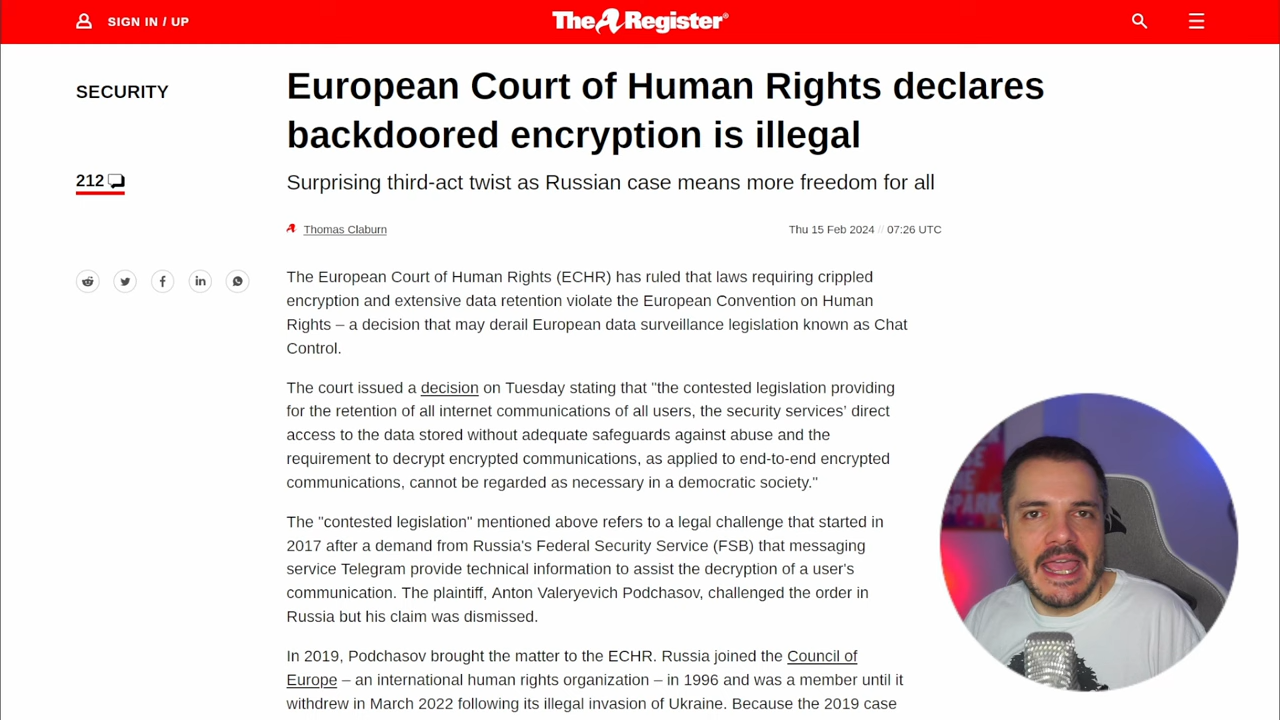 SIGN IN / UP
The Register®
SECURITY
European Court of Human Rights declares
backdoored encryption is illegal
212
Surprising third-act twist as Russian case means more freedom for all
Thomas Claburn
Thu 15 Feb 2024 // 07:26 UTC
The European Court of Human Rights (ECHR) has ruled that laws requiring crippled
encryption and extensive data retention violate the European Convention on Human
Rights – a decision that may derail European data surveillance legislation known as Chat
Control.
The court issued a decision on Tuesday stating that "the contested legislation providing
for the retention of all internet communications of all users, the security services’ direct
access to the data stored without adequate safeguards against abuse and the
requirement to decrypt encrypted communications, as applied to end-to-end encrypted
communications, cannot be regarded as necessary in a democratic society."
The "contested legislation" mentioned above refers to a legal challenge that started in
2017 after a demand from Russia's Federal Security Service (FSB) that messaging
service Telegram provide technical information to assist the decryption of a user's
communication. The plaintiff, Anton Valeryevich Podchasov, challenged the order in
Russia but his claim was dismissed.
In 2019, Podchasov brought the matter to the ECHR. Russia joined the Council of
Europe – an international human rights organization – in 1996 and was a member until it
withdrew in March 2022 following its illegal invasion of Ukraine. Because the 2019 case